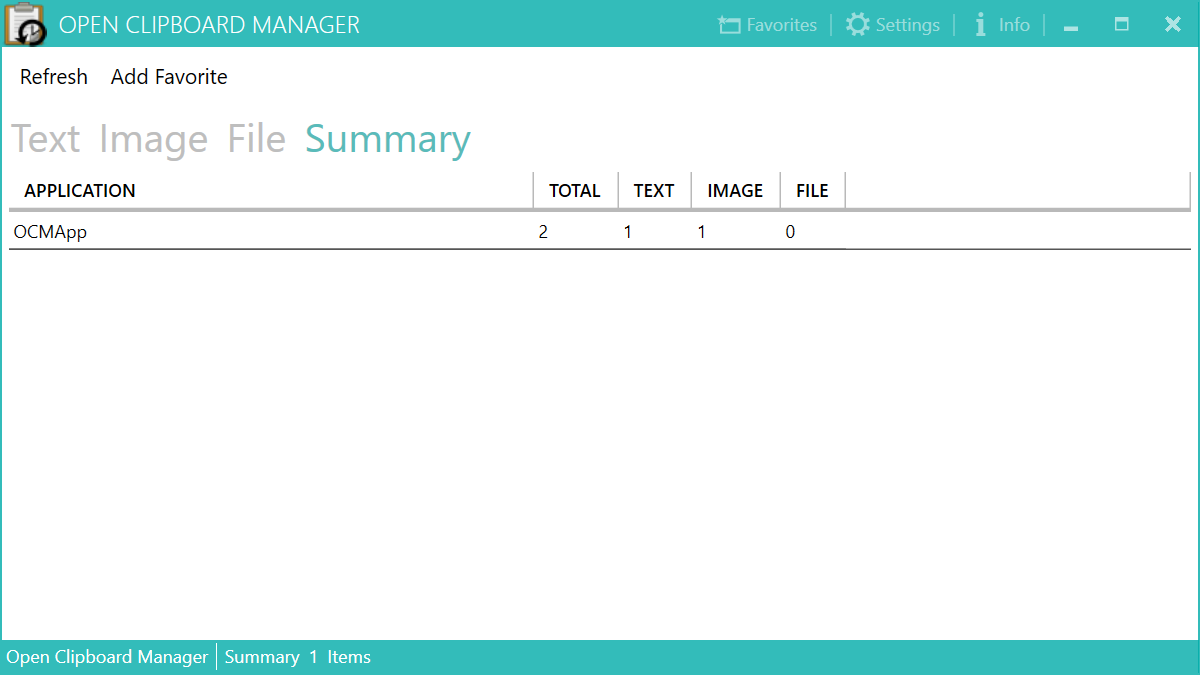 OPEN CLIPBOARD MANAGER Favorites Settings Info
Refresh Add Favorite
Text Image File Summary
APPLICATION TOTAL TEXT IMAGE FILE
OCMApp 2 1 1 0
Open Clipboard Manager Summary 1 Items